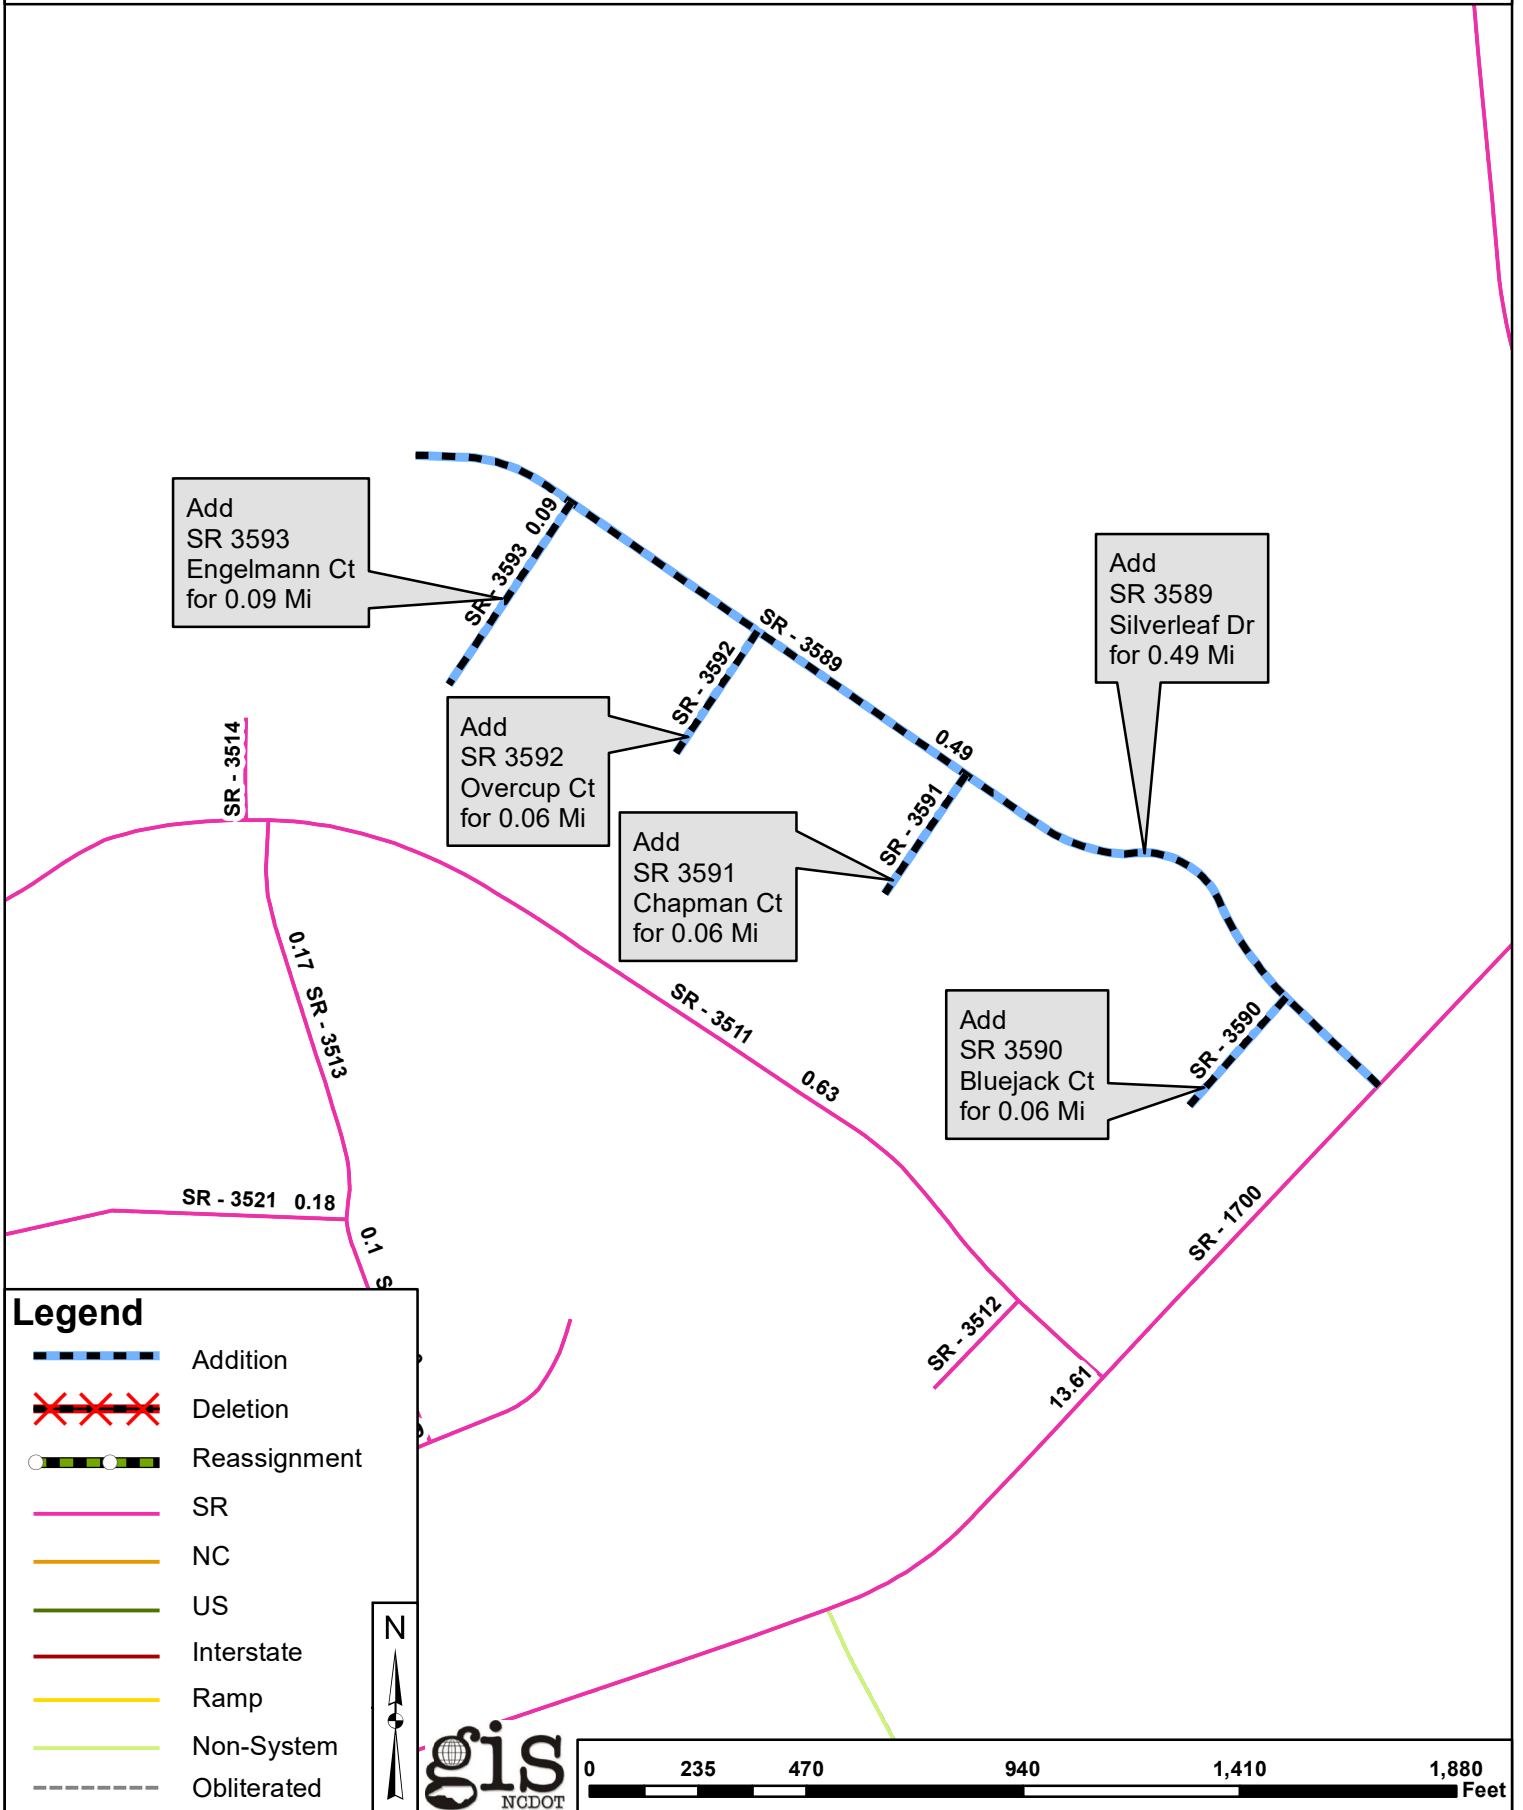 Add
SR 3593
Engelmann Ct
for 0.09 Mi
SR - 3593 0.09
Add
SR 3589
Silverleaf Dr
for 0.49 Mi
SR - 3589
0.49
SR - 3592
Add
SR 3592
Overcup Ct
for 0.06 Mi
SR - 3591
Add
SR 3591
Chapman Ct
for 0.06 Mi
SR - 3514
0.17 SR - 3513
SR - 3511
0.63
Add
SR 3590
Bluejack Ct
for 0.06 Mi
SR - 3590
SR - 3521 0.18
0.1 S
SR - 1700
SR - 3512
13.61
Legend
Addition
Deletion
Reassignment
SR
NC
US
Interstate
Ramp
Non-System
Obliterated
N
gis
NCDOT
0 235 470 940 1,410 1,880
Feet